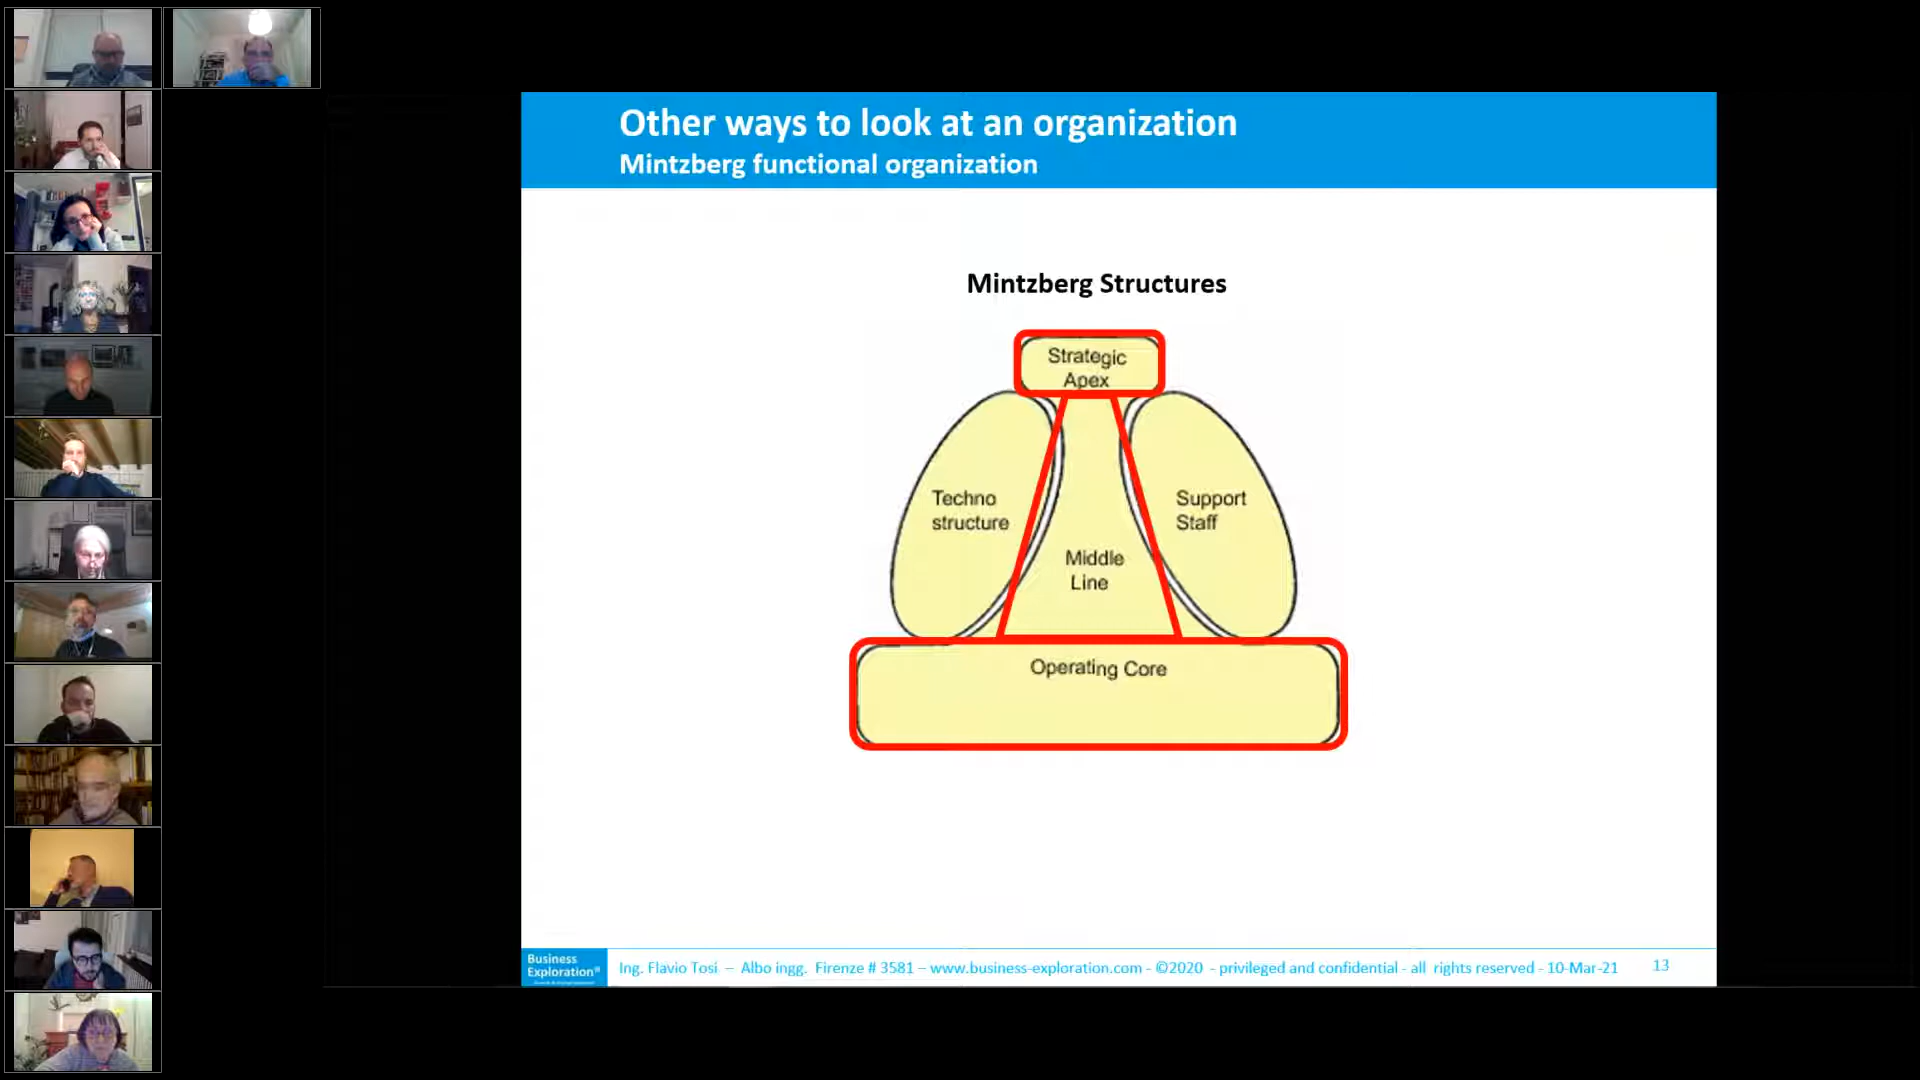 Other ways to look at an organization
Mintzberg functional organization
Mintzberg Structures
Strategic
Apex
Techno
structure
Support
Staff
Middle
Line
Operating Core
Business
Exploration®
Ing. Flavio Tosi – Albo ingg. Firenze # 3581 – www.business-exploration.com - ©2020 - privileged and confidential - all rights reserved - 10-Mar-21
13